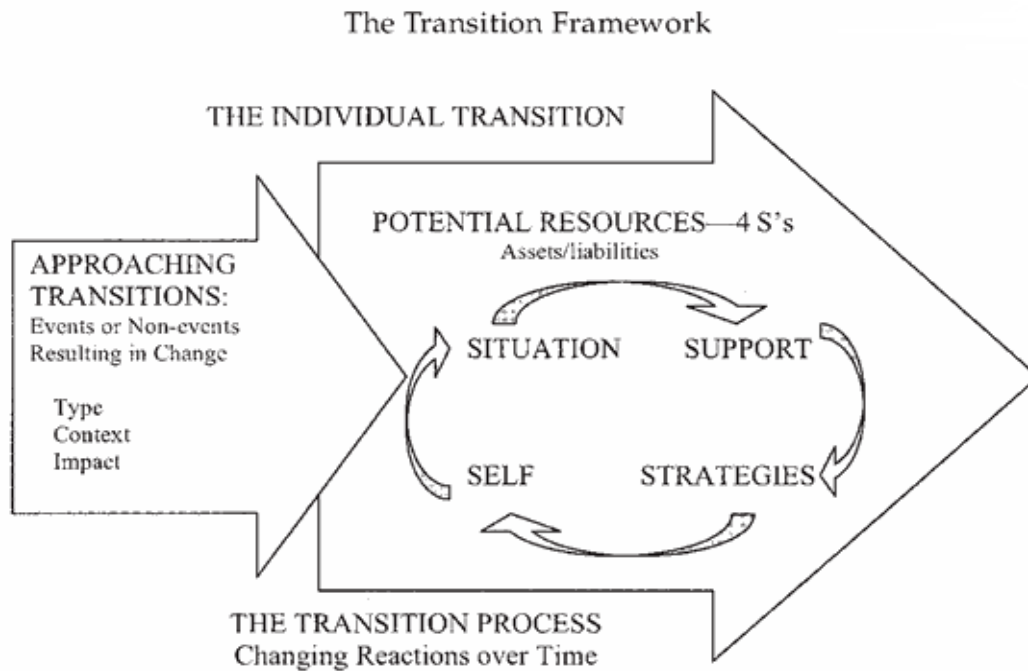 The Transition Framework
THE INDIVIDUAL TRANSITION
POTENTIAL RESOURCES—4 S's
Assets/liabilities
APPROACHING
TRANSITIONS:
Events or Non-events
Resulting in Change
Type
Context
Impact
SITUATION
SUPPORT
SELF
STRATEGIES
THE TRANSITION PROCESS
Changing Reactions over Time